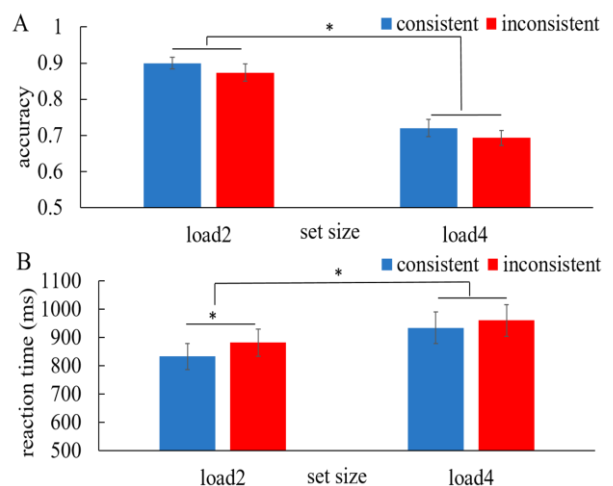 A
consistent inconsistent
*
1
0.9
0.8
0.7
0.6
0.5
accuracy
load2 set size load4
B
consistent inconsistent
*
*
1100
1000
900
800
700
600
500
reaction time (ms)
load2 set size load4